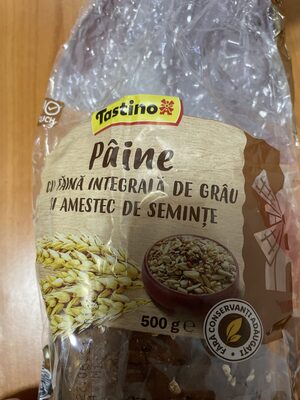 Tastino
Pâine
CU FĂINĂ INTEGRALĂ DE GRÂU
ȘI AMESTEC DE SEMINȚE
500 g e
FĂRĂ CONSERVANȚI ADĂUGAȚI